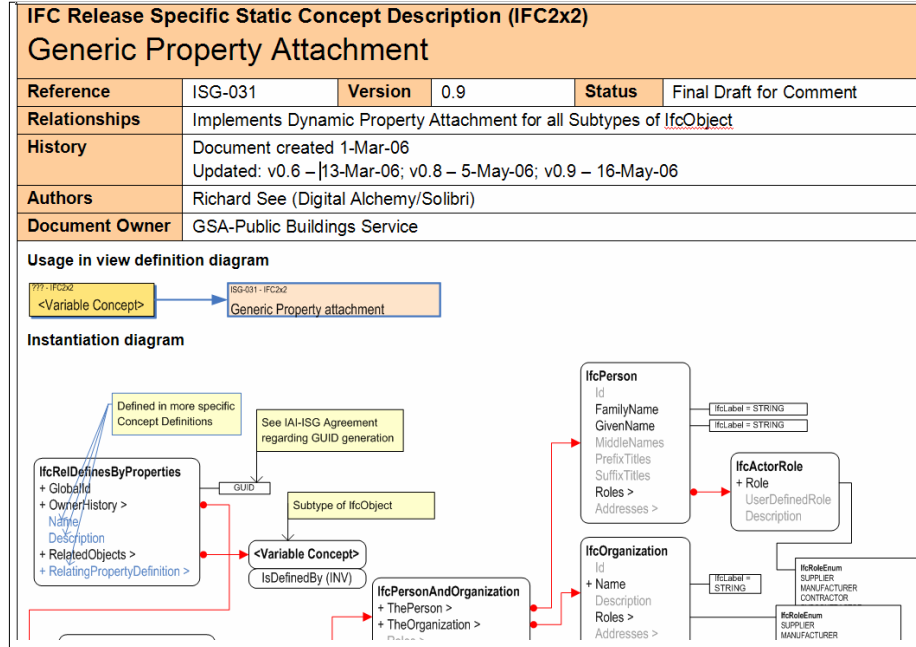 IFC Release Specific Static Concept Description (IFC2x2)
Generic Property Attachment
Reference ISG-031 Version 0.9 Status Final Draft for Comment
Relationships Implements Dynamic Property Attachment for all Subtypes of IfcObject
History Document created 1-Mar-06
Updated: v0.6 – 13-Mar-06; v0.8 – 5-May-06; v0.9 – 16-May-06
Authors Richard See (Digital Alchemy/Solibri)
Document Owner GSA-Public Buildings Service
Usage in view definition diagram
??? - IFC2x2
<Variable Concept>
ISG-031 - IFC2x2
Generic Property attachment
Instantiation diagram
Defined in more specific
Concept Definitions
See IAI-ISG Agreement
regarding GUID generation
IfcRelDefinesByProperties
+ GlobalId
+ OwnerHistory >
Name
Description
+ RelatedObjects >
+ RelatingPropertyDefinition >
GUID
Subtype of IfcObject
<Variable Concept>
IsDefinedBy (INV)
IfcPersonAndOrganization
+ ThePerson >
+ TheOrganization >
Roles >
IfcPerson
Id
FamilyName
GivenName
MiddleNames
PrefixTitles
SuffixTitles
Roles >
Addresses >
IfcLabel = STRING
IfcLabel = STRING
IfcActorRole
+ Role
UserDefinedRole
Description
IfcOrganization
Id
+ Name
Description
Roles >
Addresses >
IfcLabel =
STRING
IfcRoleEnum
SUPPLIER
MANUFACTURER
CONTRACTOR
IfcRoleEnum
SUPPLIER
MANUFACTURER